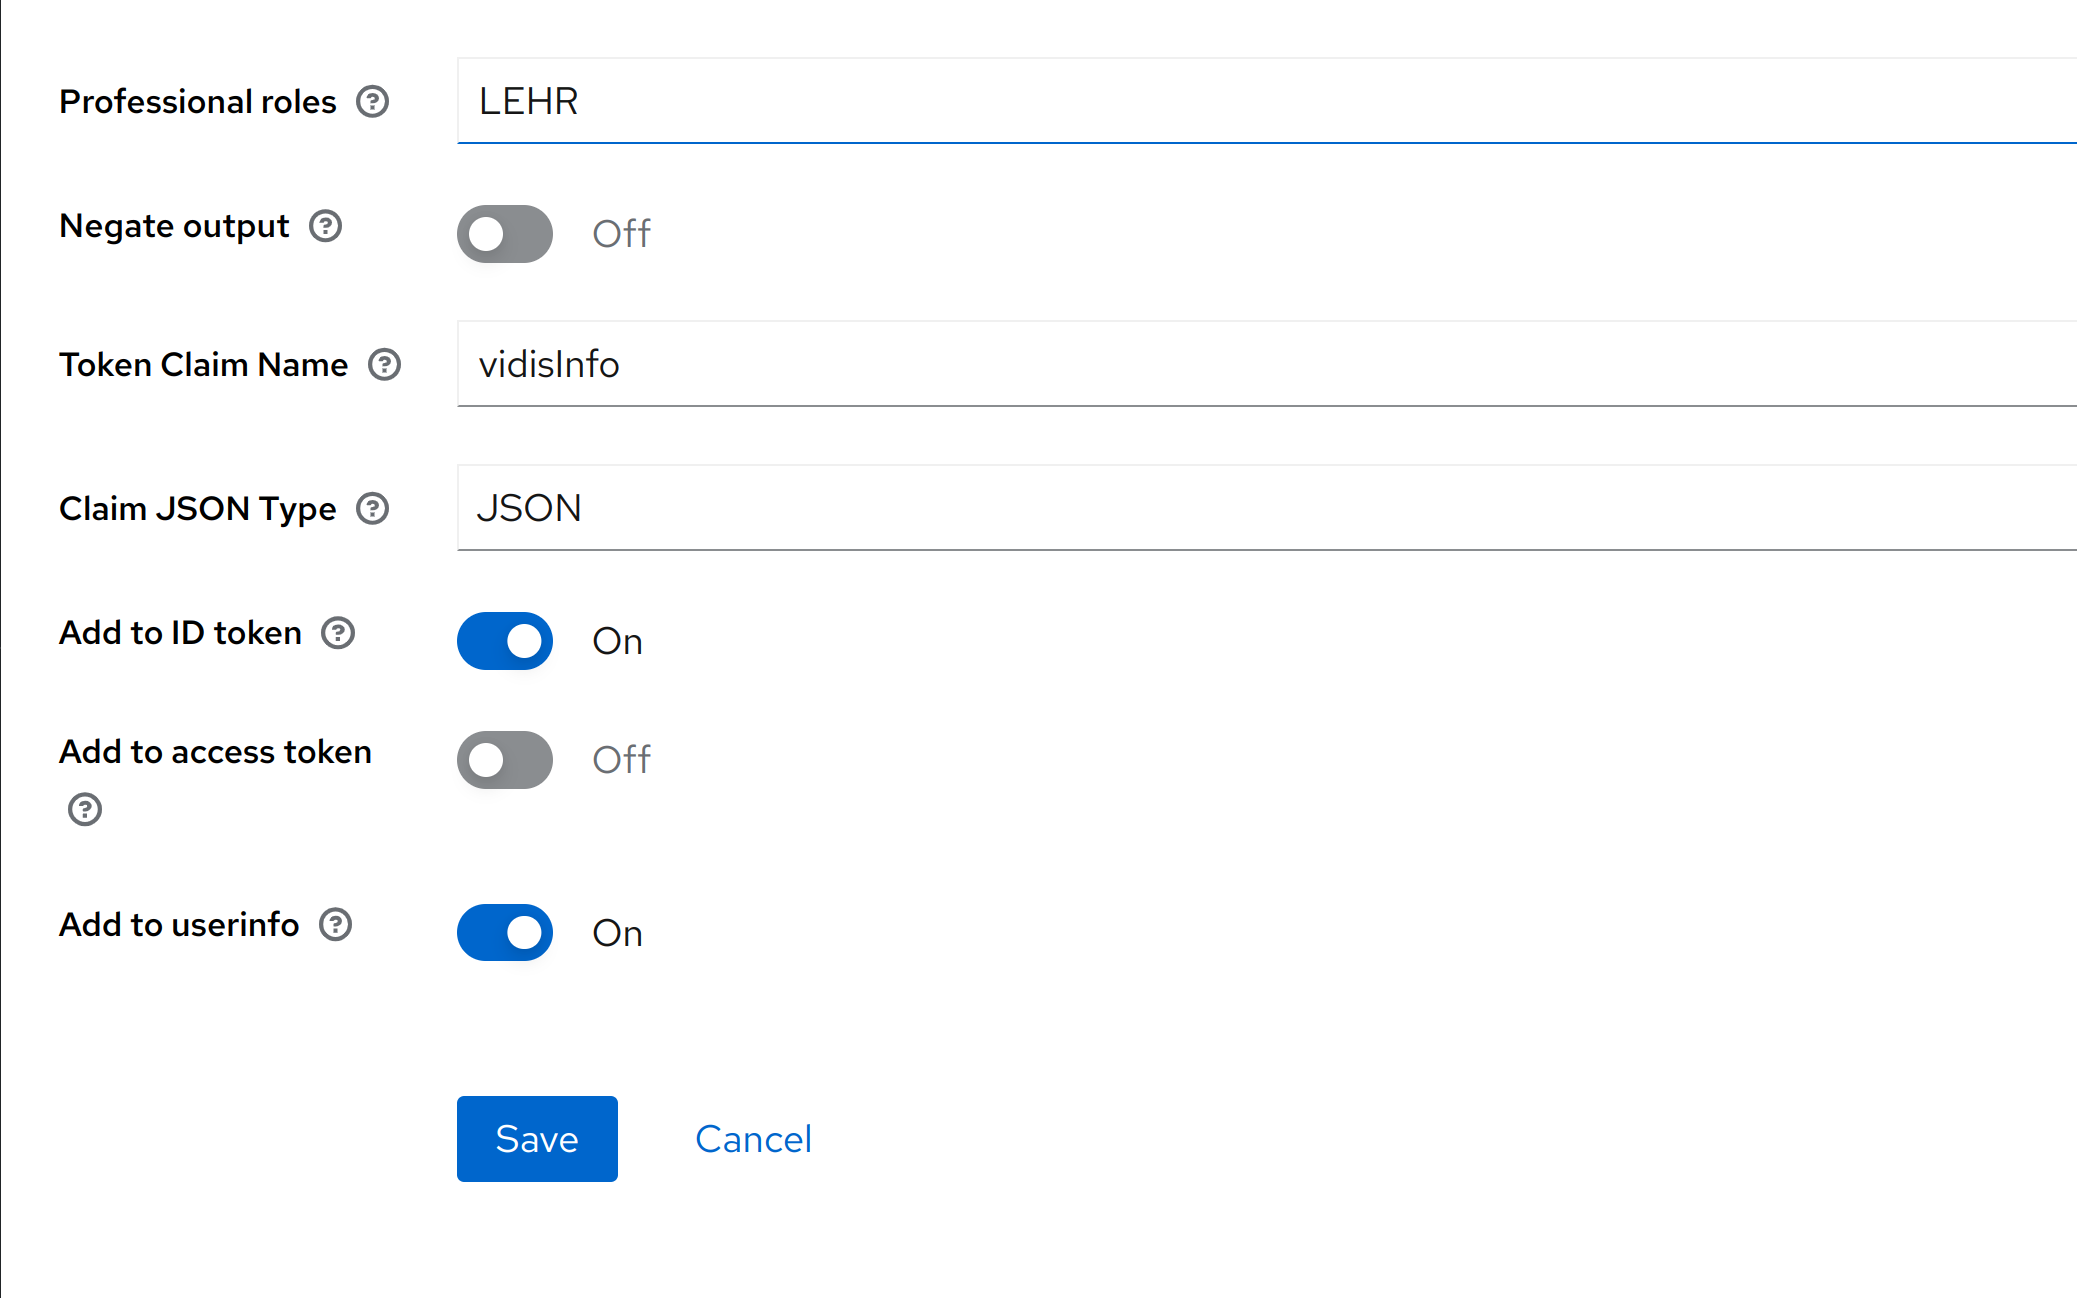 Professional roles
LEHR
Negate output
Off
Token Claim Name
vidisInfo
Claim JSON Type
JSON
Add to ID token
On
Add to access token
Off
Add to userinfo
On
Save Cancel